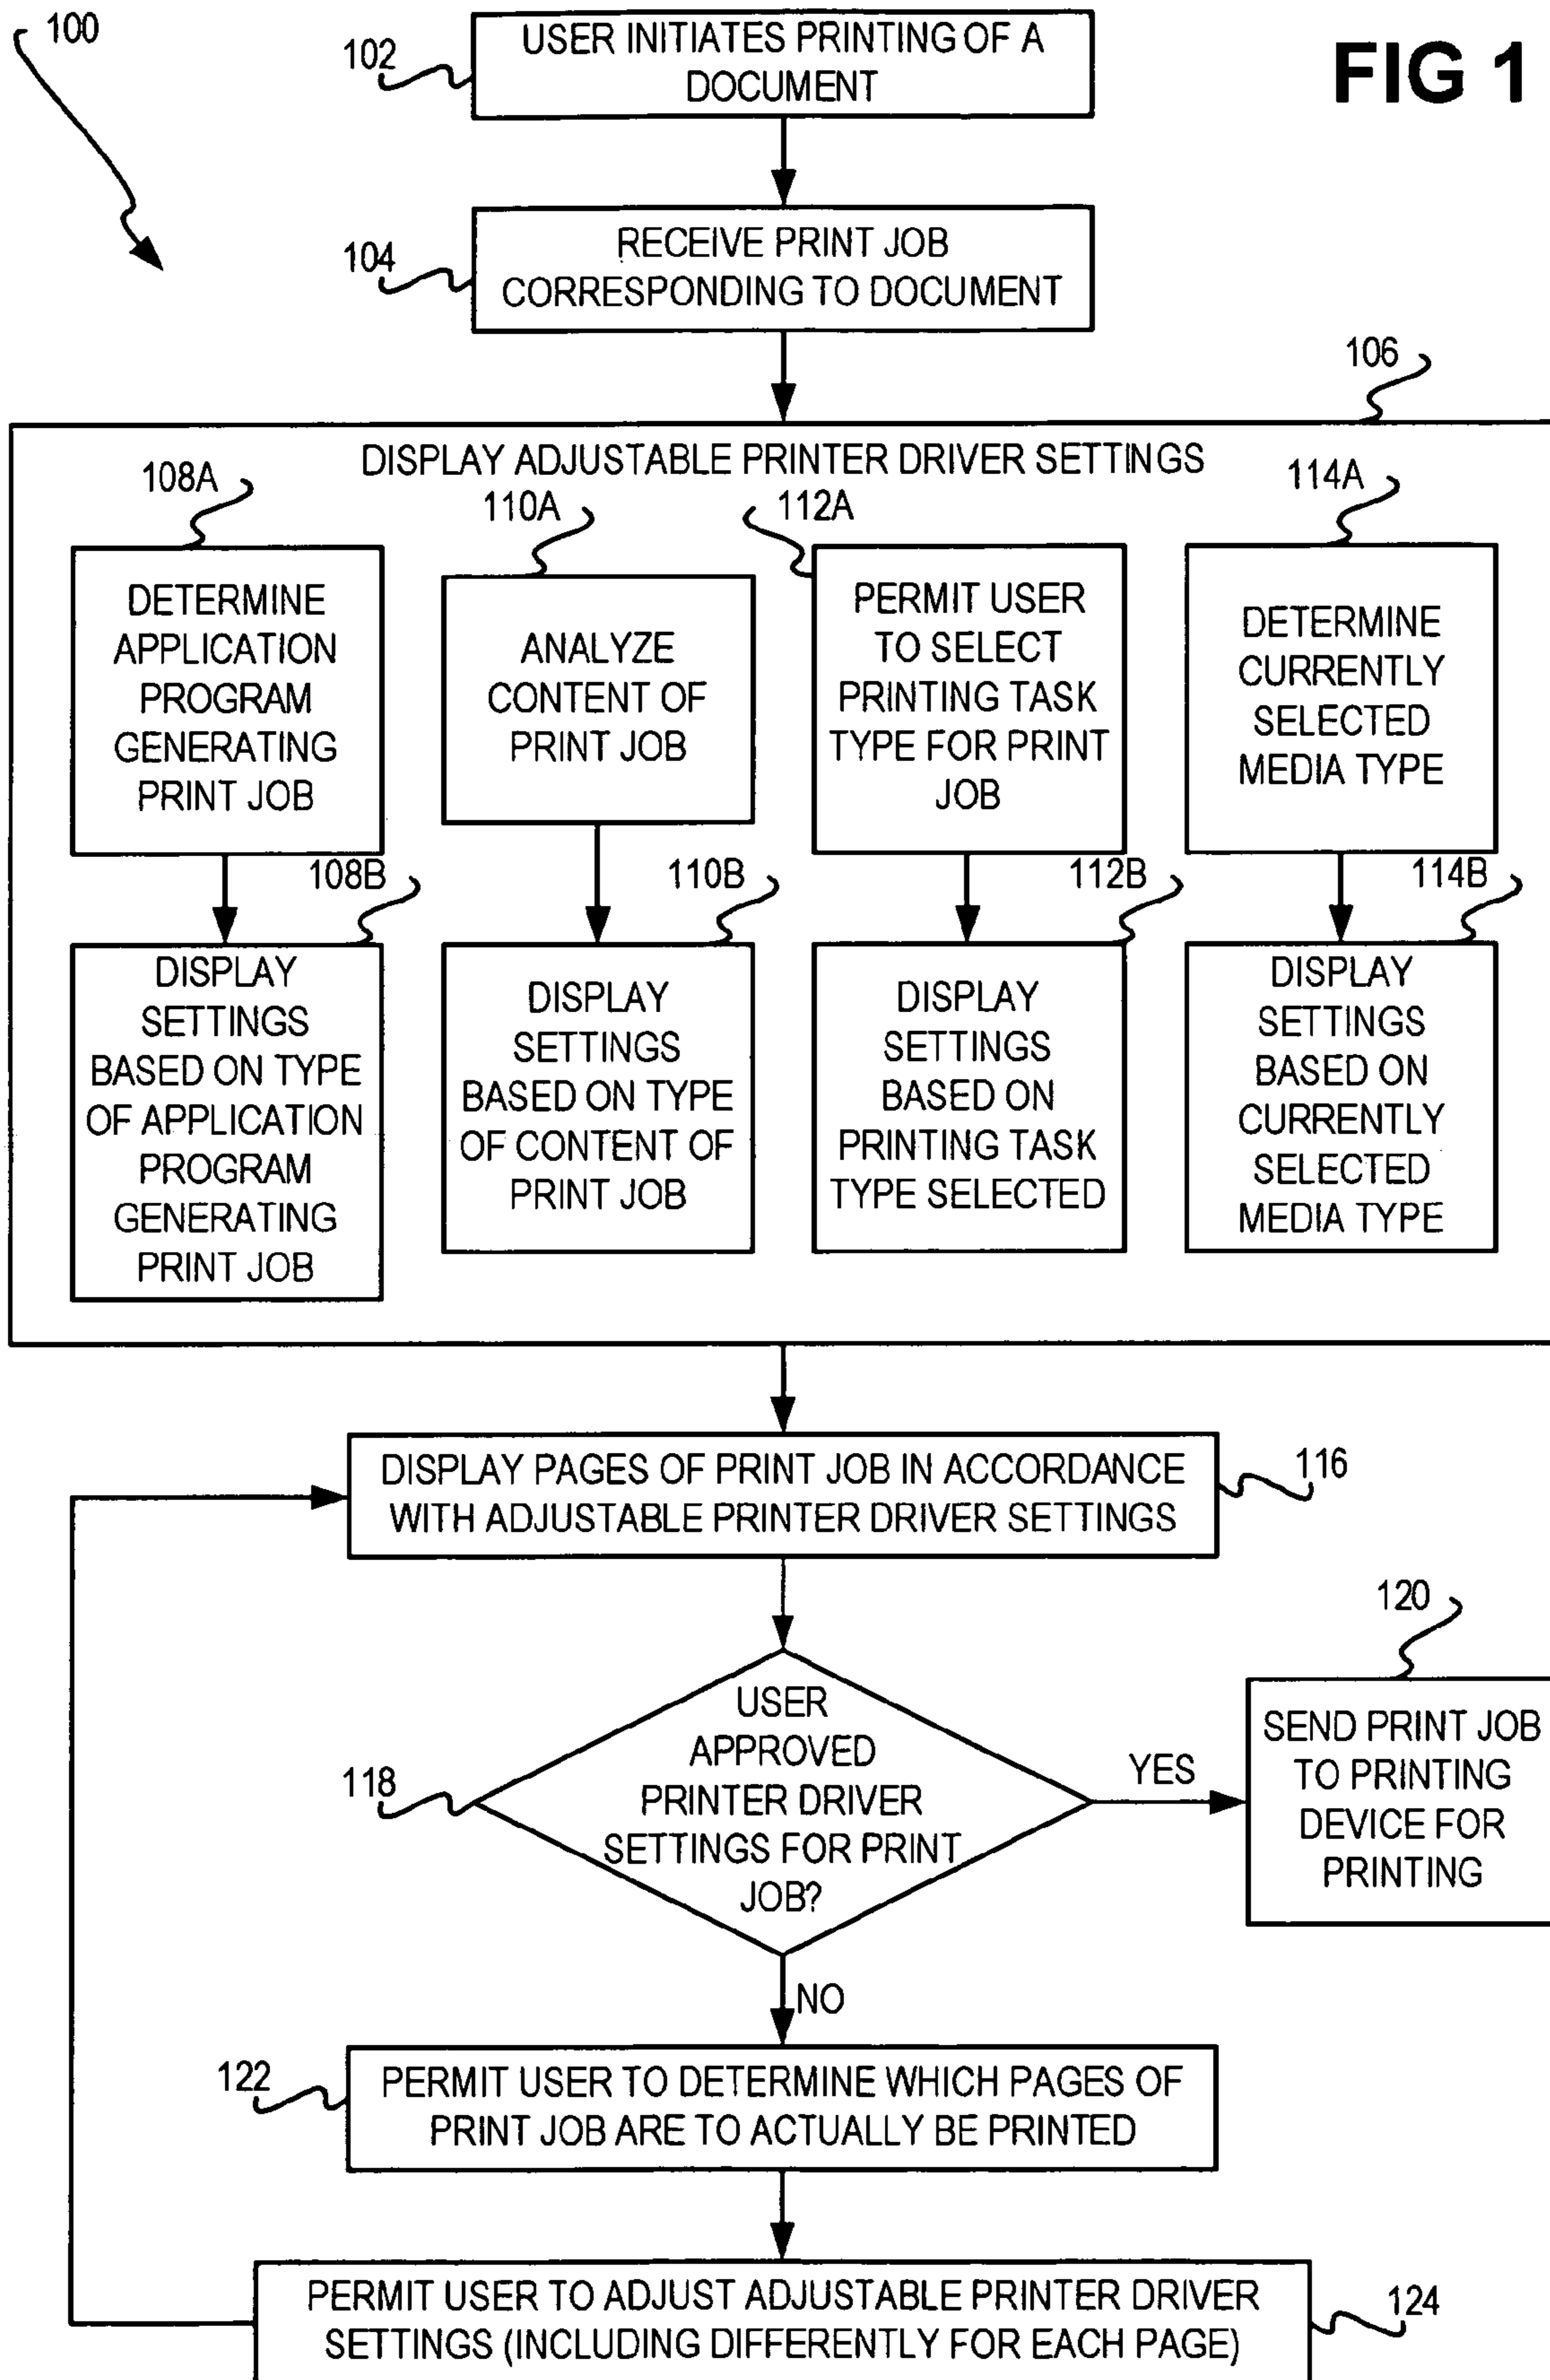 100
102
USER INITIATES PRINTING OF A
DOCUMENT
FIG 1
104
RECEIVE PRINT JOB
CORRESPONDING TO DOCUMENT
106
DISPLAY ADJUSTABLE PRINTER DRIVER SETTINGS
108A
DETERMINE
APPLICATION
PROGRAM
GENERATING
PRINT JOB
110A
ANALYZE
CONTENT OF
PRINT JOB
112A
PERMIT USER
TO SELECT
PRINTING TASK
TYPE FOR PRINT
JOB
114A
DETERMINE
CURRENTLY
SELECTED
MEDIA TYPE
108B
DISPLAY
SETTINGS
BASED ON TYPE
OF APPLICATION
PROGRAM
GENERATING
PRINT JOB
110B
DISPLAY
SETTINGS
BASED ON TYPE
OF CONTENT OF
PRINT JOB
112B
DISPLAY
SETTINGS
BASED ON
PRINTING TASK
TYPE SELECTED
114B
DISPLAY
SETTINGS
BASED ON
CURRENTLY
SELECTED
MEDIA TYPE
DISPLAY PAGES OF PRINT JOB IN ACCORDANCE
WITH ADJUSTABLE PRINTER DRIVER SETTINGS
116
118
USER
APPROVED
PRINTER DRIVER
SETTINGS FOR PRINT
JOB?
YES
120
SEND PRINT JOB
TO PRINTING
DEVICE FOR
PRINTING
NO
122
PERMIT USER TO DETERMINE WHICH PAGES OF
PRINT JOB ARE TO ACTUALLY BE PRINTED
PERMIT USER TO ADJUST ADJUSTABLE PRINTER DRIVER
SETTINGS (INCLUDING DIFFERENTLY FOR EACH PAGE)
124